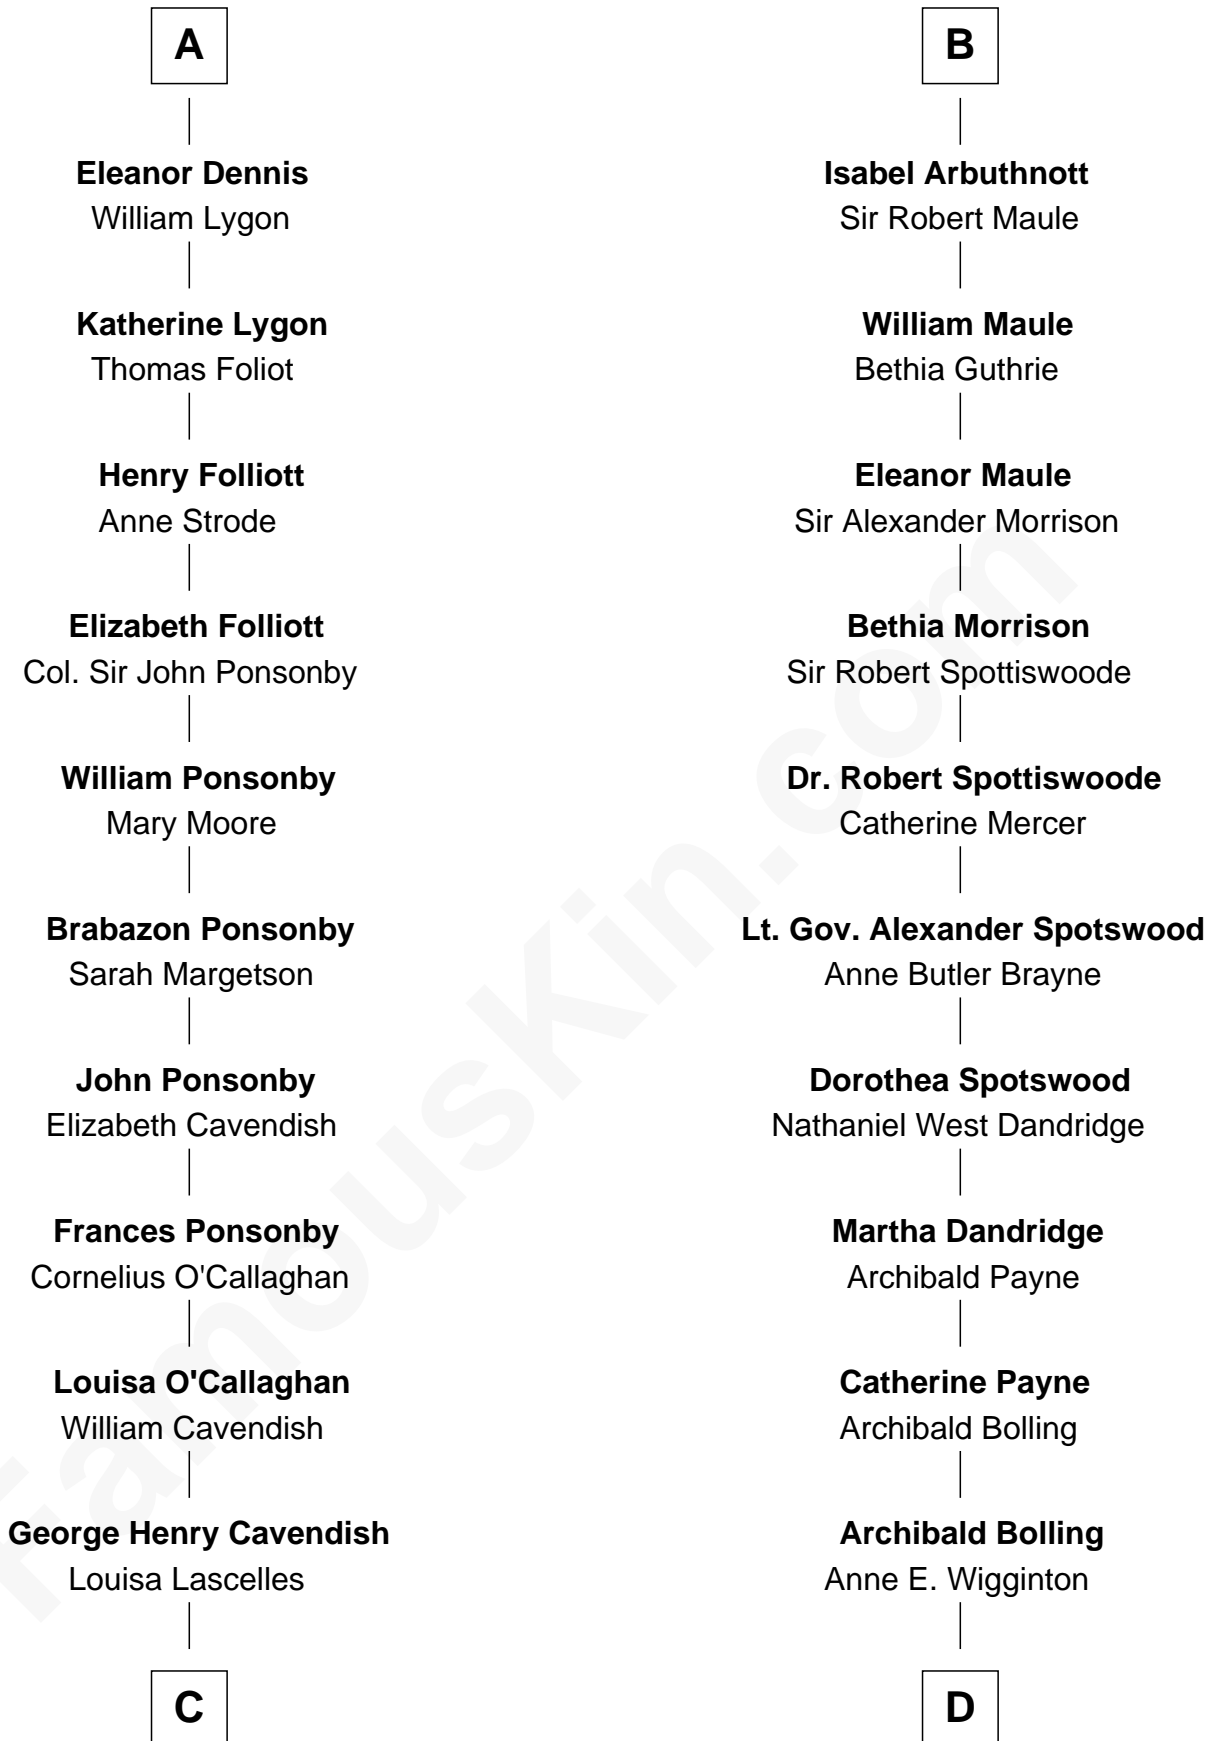 A
Eleanor Dennis
William Lygon
Katherine Lygon
Thomas Foliot
Henry Folliott
Anne Strode
Elizabeth Folliott
Col. Sir John Ponsonby
William Ponsonby
Mary Moore
Brabazon Ponsonby
Sarah Margetson
John Ponsonby
Elizabeth Cavendish
Frances Ponsonby
Cornelius O'Callaghan
Louisa O'Callaghan
William Cavendish
George Henry Cavendish
Louisa Lascelles
C
B
Isabel Arbuthnott
Sir Robert Maule
William Maule
Bethia Guthrie
Eleanor Maule
Sir Alexander Morrison
Bethia Morrison
Sir Robert Spottiswoode
Dr. Robert Spottiswoode
Catherine Mercer
Lt. Gov. Alexander Spotswood
Anne Butler Brayne
Dorothea Spotswood
Nathaniel West Dandridge
Martha Dandridge
Archibald Payne
Catherine Payne
Archibald Bolling
Archibald Bolling
Anne E. Wigginton
D
FamousKin.com